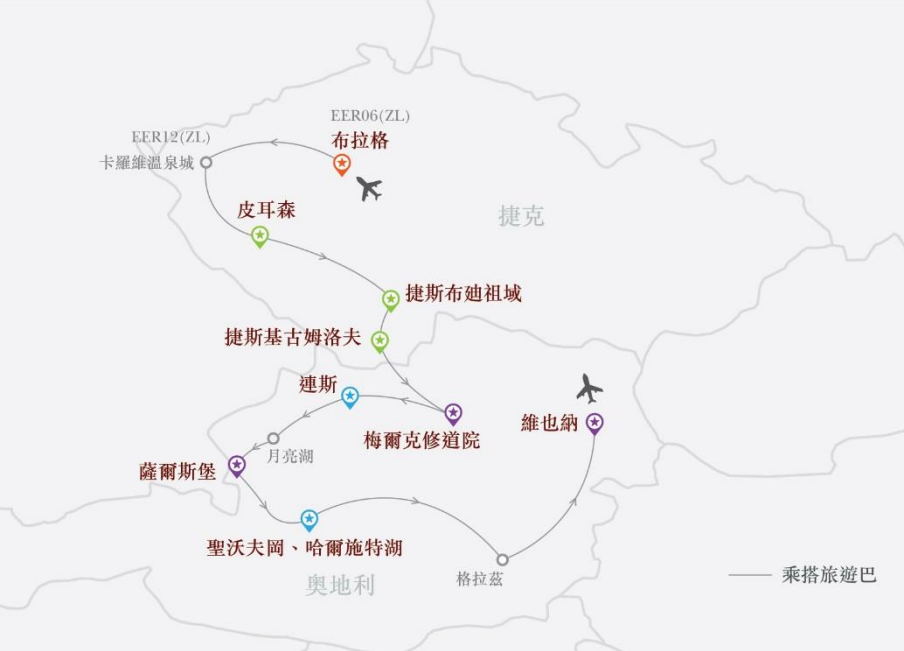 EER06(ZL)
布拉格
EER12(ZL)
卡羅維溫泉城
皮耳森
捷克
捷斯布廸祖域
捷斯基古姆洛夫
連斯
梅爾克修道院
維也納
月亮湖
薩爾斯堡
聖沃夫岡、哈爾施特湖
格拉茲
奧地利
乘搭旅遊巴